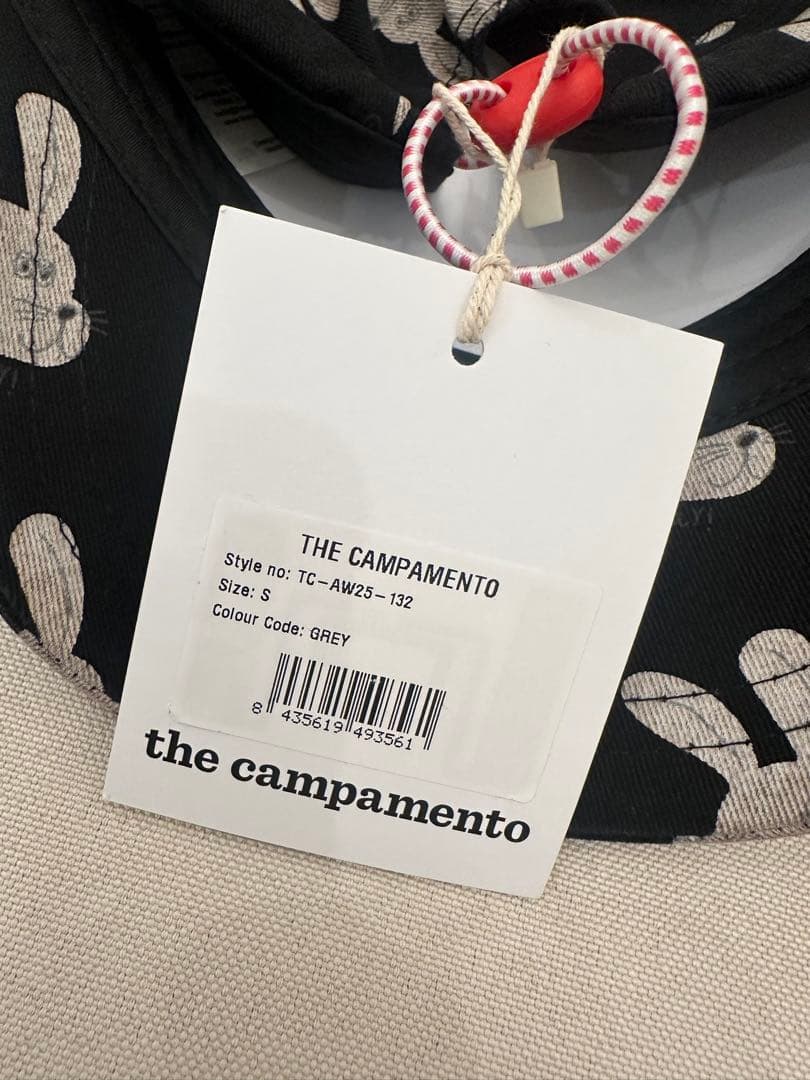 THE CAMPAMENTO
Style no: TC-AW25-132
Size: S
Colour Code: GREY
8 435619 493561
the campamento